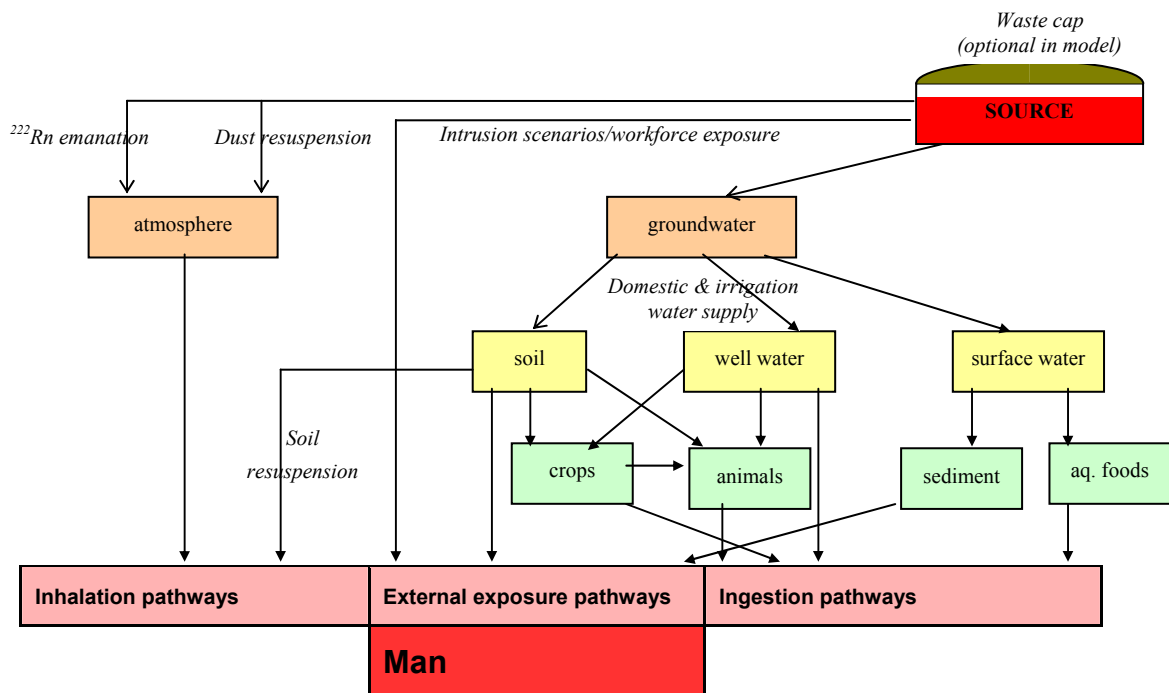 Waste cap
(optional in model)
SOURCE
²²²Rn emanation
Dust resuspension
Intrusion scenarios/workforce exposure
atmosphere
groundwater
Domestic & irrigation
water supply
soil
well water
surface water
Soil
resuspension
crops
animals
sediment
aq. foods
Inhalation pathways
External exposure pathways
Ingestion pathways
Man